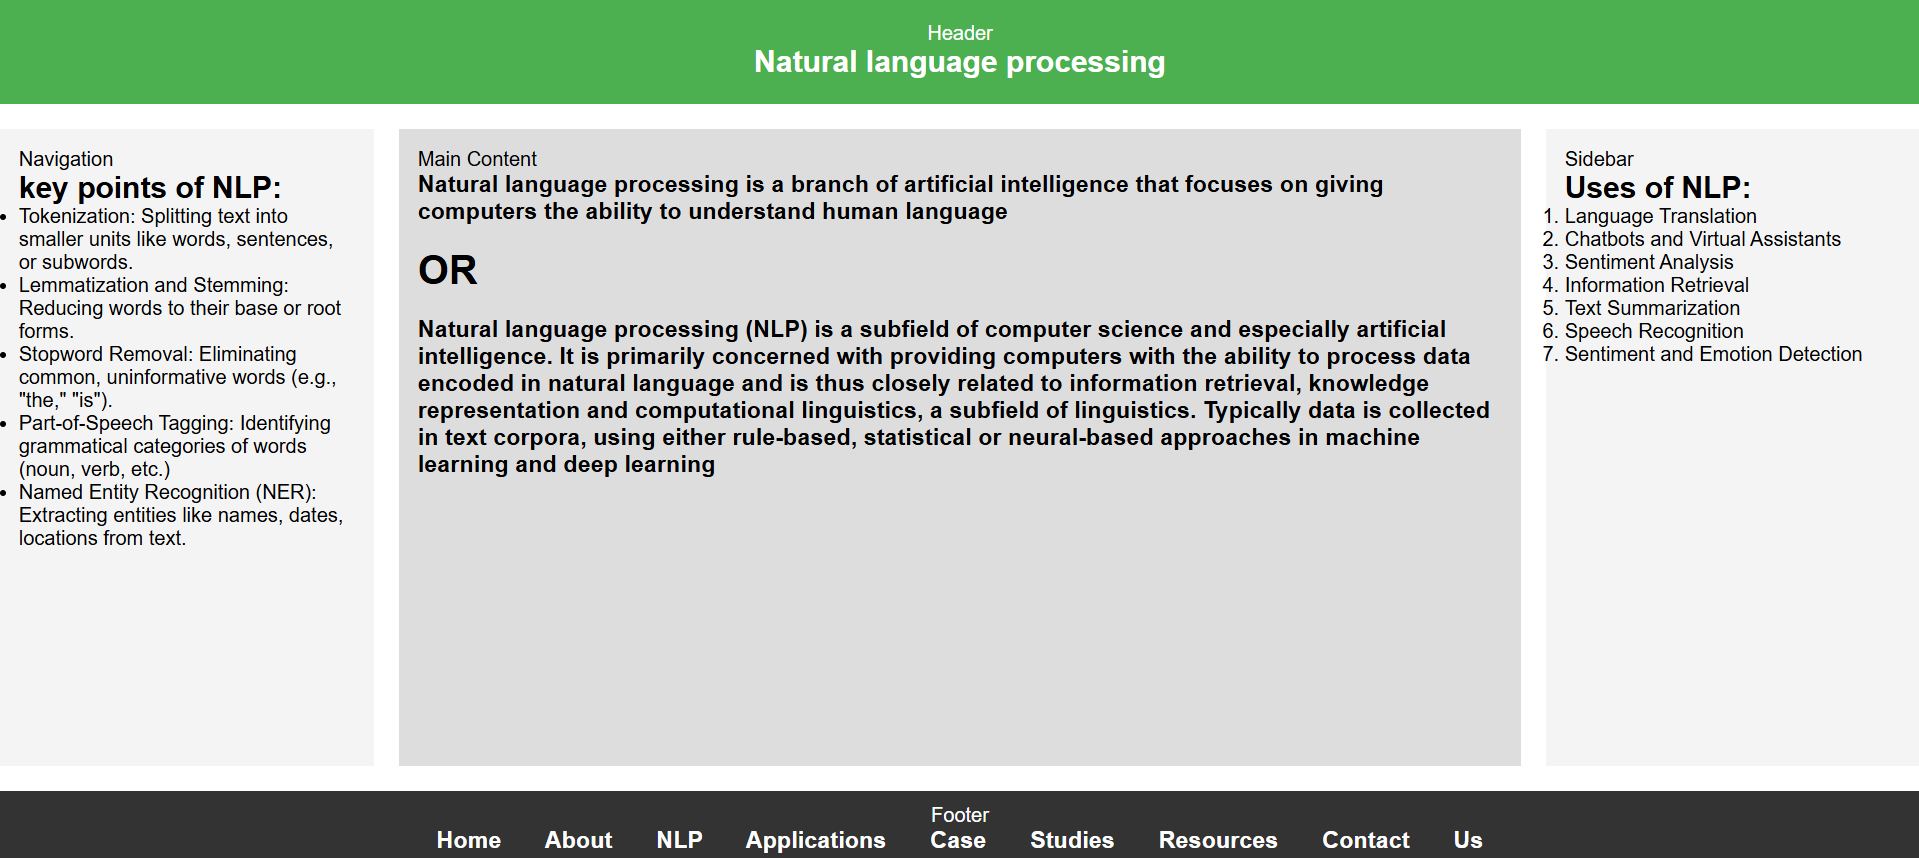 Header
Natural language processing
Navigation
key points of NLP:
• Tokenization: Splitting text into
smaller units like words, sentences,
or subwords.
• Lemmatization and Stemming:
Reducing words to their base or root
forms.
• Stopword Removal: Eliminating
common, uninformative words (e.g.,
"the," "is").
• Part-of-Speech Tagging: Identifying
grammatical categories of words
(noun, verb, etc.)
• Named Entity Recognition (NER):
Extracting entities like names, dates,
locations from text.
Main Content
Natural language processing is a branch of artificial intelligence that focuses on giving
computers the ability to understand human language
OR
Natural language processing (NLP) is a subfield of computer science and especially artificial
intelligence. It is primarily concerned with providing computers with the ability to process data
encoded in natural language and is thus closely related to information retrieval, knowledge
representation and computational linguistics, a subfield of linguistics. Typically data is collected
in text corpora, using either rule-based, statistical or neural-based approaches in machine
learning and deep learning
Sidebar
Uses of NLP:
1. Language Translation
2. Chatbots and Virtual Assistants
3. Sentiment Analysis
4. Information Retrieval
5. Text Summarization
6. Speech Recognition
7. Sentiment and Emotion Detection
Footer
Home About NLP Applications Case Studies Resources Contact Us